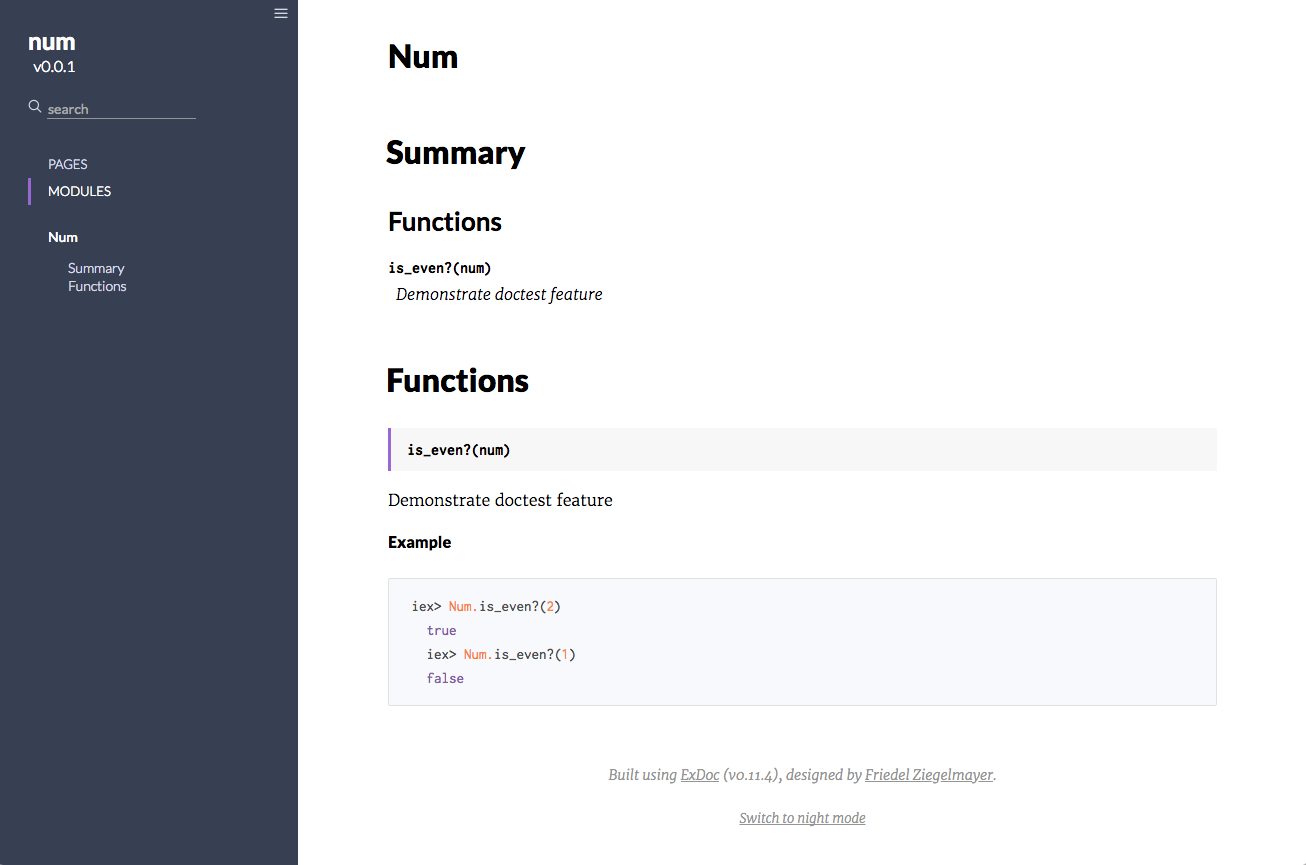 num
v0.0.1
search
PAGES
MODULES
Num
Summary
Functions
Num
Summary
Functions
is_even?(num)
Demonstrate doctest feature
Functions
is_even?(num)
Demonstrate doctest feature
Example
iex> Num.is_even?(2)
true
iex> Num.is_even?(1)
false
Built using ExDoc (v0.11.4), designed by Friedel Ziegelmayer.
Switch to night mode